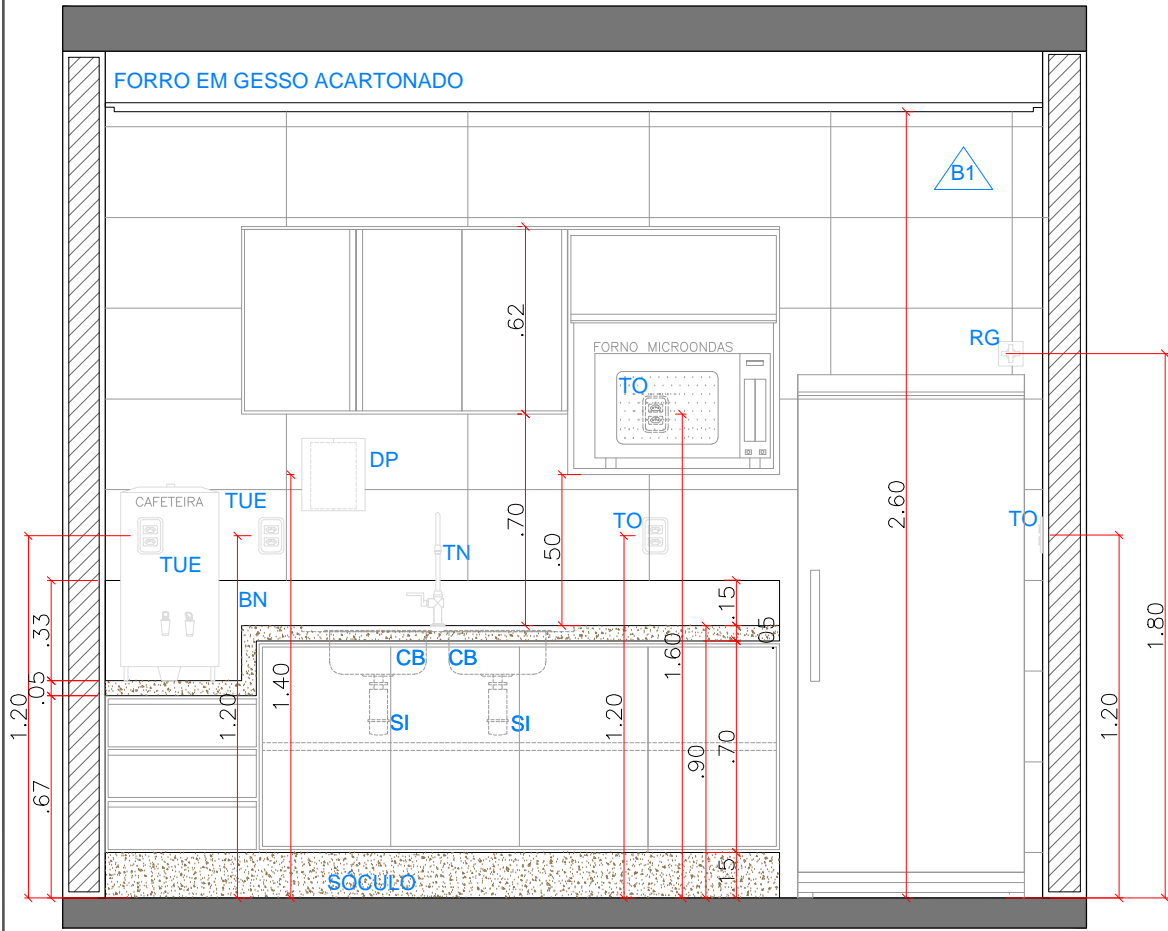 FORRO EM GESSO ACARTONADO
B1
.62
RG
FORNO MICROONDAS
TO
DP
CAFETEIRA
TUE
TUE
.70
.50
TO
TN
2.60
TO
BN
.33
.15
.05
1.80
CB
CB
1.60
1.40
.05
1.20
1.20
SI
SI
1.20
.90
.70
1.20
.67
SÓCULO
.15